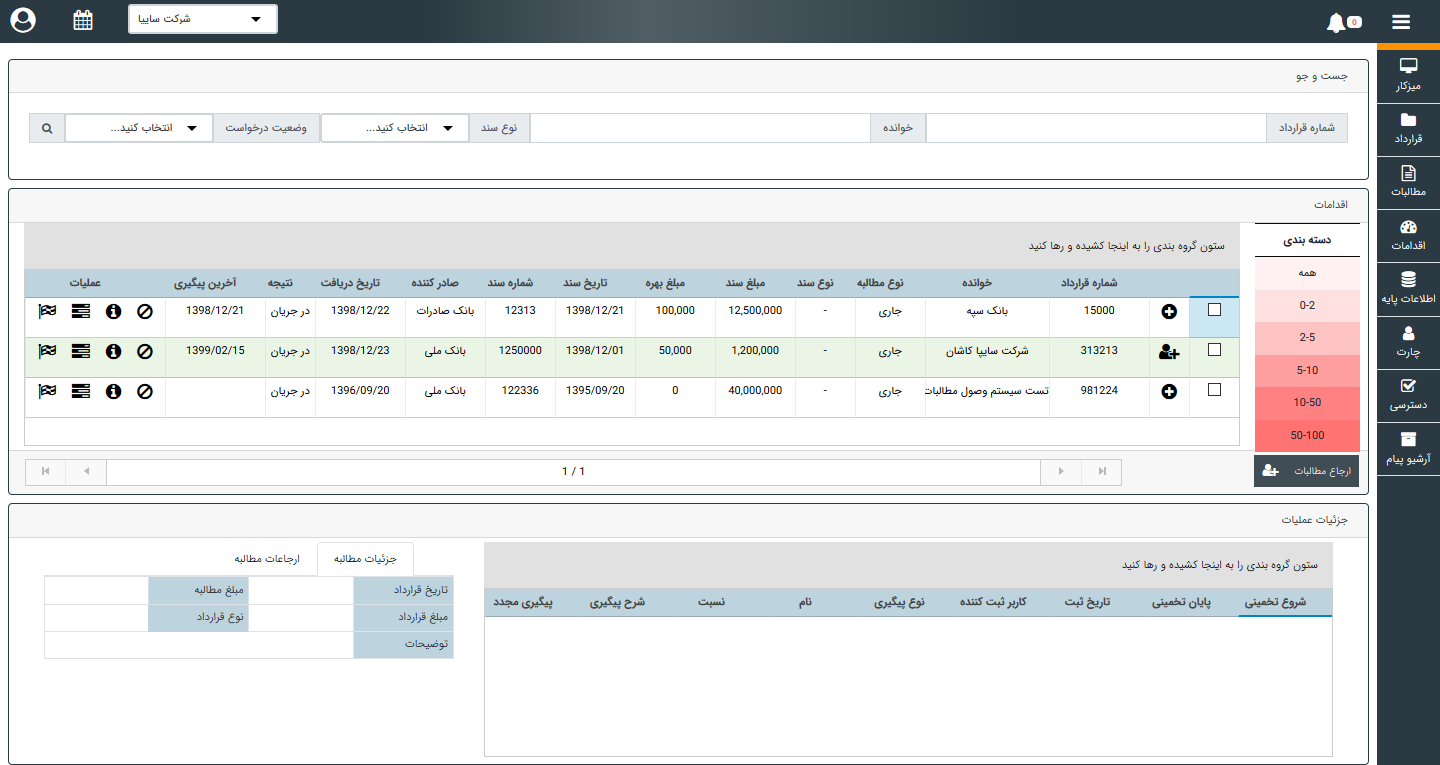 0
شرکت سایپا
میزکار
قرارداد
مطالبات
اقدامات
اطلاعات پایه
چارت
دسترسی
آرشیو پیام
جست و جو
شماره قرارداد خوانده نوع سند انتخاب کنید... وضعیت درخواست انتخاب کنید...
اقدامات
دسته بندی
همه
0-2
2-5
5-10
10-50
50-100
ارجاع مطالبات
ستون گروه بندی را به اینجا کشیده و رها کنید
شماره قرارداد خوانده نوع مطالبه نوع سند مبلغ سند مبلغ بهره تاریخ سند شماره سند صادر کننده تاریخ دریافت نتیجه آخرین پیگیری عملیات
15000 بانک سپه جاری - 12,500,000 100,000 1398/12/21 12313 بانک صادرات 1398/12/22 در جریان 1398/12/21
313213 شرکت سایپا کاشان جاری - 1,200,000 50,000 1398/12/01 1250000 بانک ملی 1398/12/23 در جریان 1399/02/15
981224 تست سیستم وصول مطالبات جاری - 40,000,000 0 1395/09/20 122336 بانک ملی 1396/09/20 در جریان
1 / 1
جزئیات عملیات
ستون گروه بندی را به اینجا کشیده و رها کنید
شروع تخمینی پایان تخمینی تاریخ ثبت کاربر ثبت کننده نوع پیگیری نام نسبت شرح پیگیری پیگیری مجدد
جزئیات مطالبه ارجاعات مطالبه
تاریخ قرارداد مبلغ مطالبه
مبلغ قرارداد نوع قرارداد
توضیحات